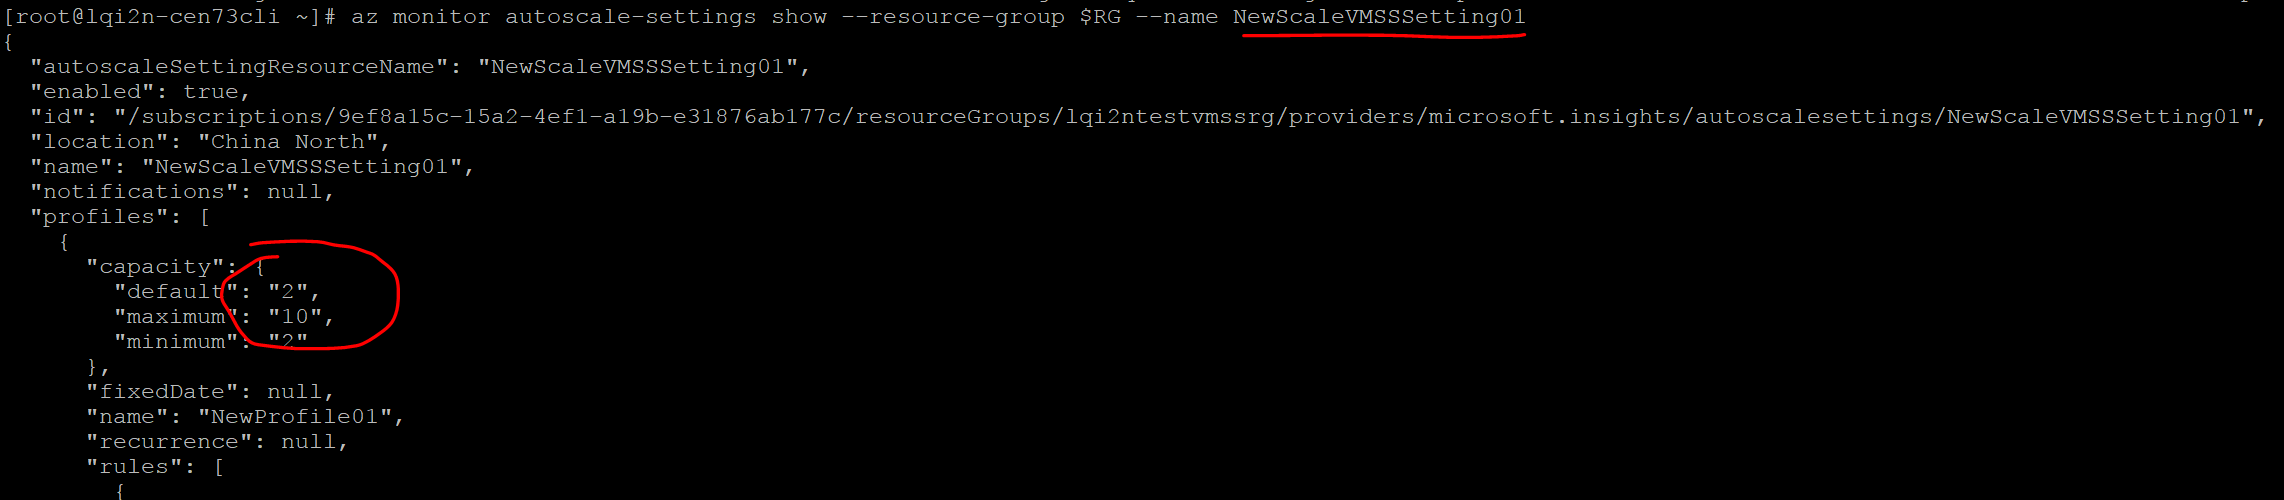 [root@lqi2n-cen73cli ~]# az monitor autoscale-settings show --resource-group $RG --name NewScaleVMSSSetting01
{
"autoscaleSettingResourceName": "NewScaleVMSSSetting01",
"enabled": true,
"id": "/subscriptions/9ef8a15c-15a2-4ef1-a19b-e31876ab177c/resourceGroups/lqi2ntestvmssrg/providers/microsoft.insights/autoscalesettings/NewScaleVMSSSetting01",
"location": "China North",
"name": "NewScaleVMSSSetting01",
"notifications": null,
"profiles": [
{
"capacity": {
"default": "2",
"maximum": "10",
"minimum": "2"
},
"fixedDate": null,
"name": "NewProfile01",
"recurrence": null,
"rules": [
{